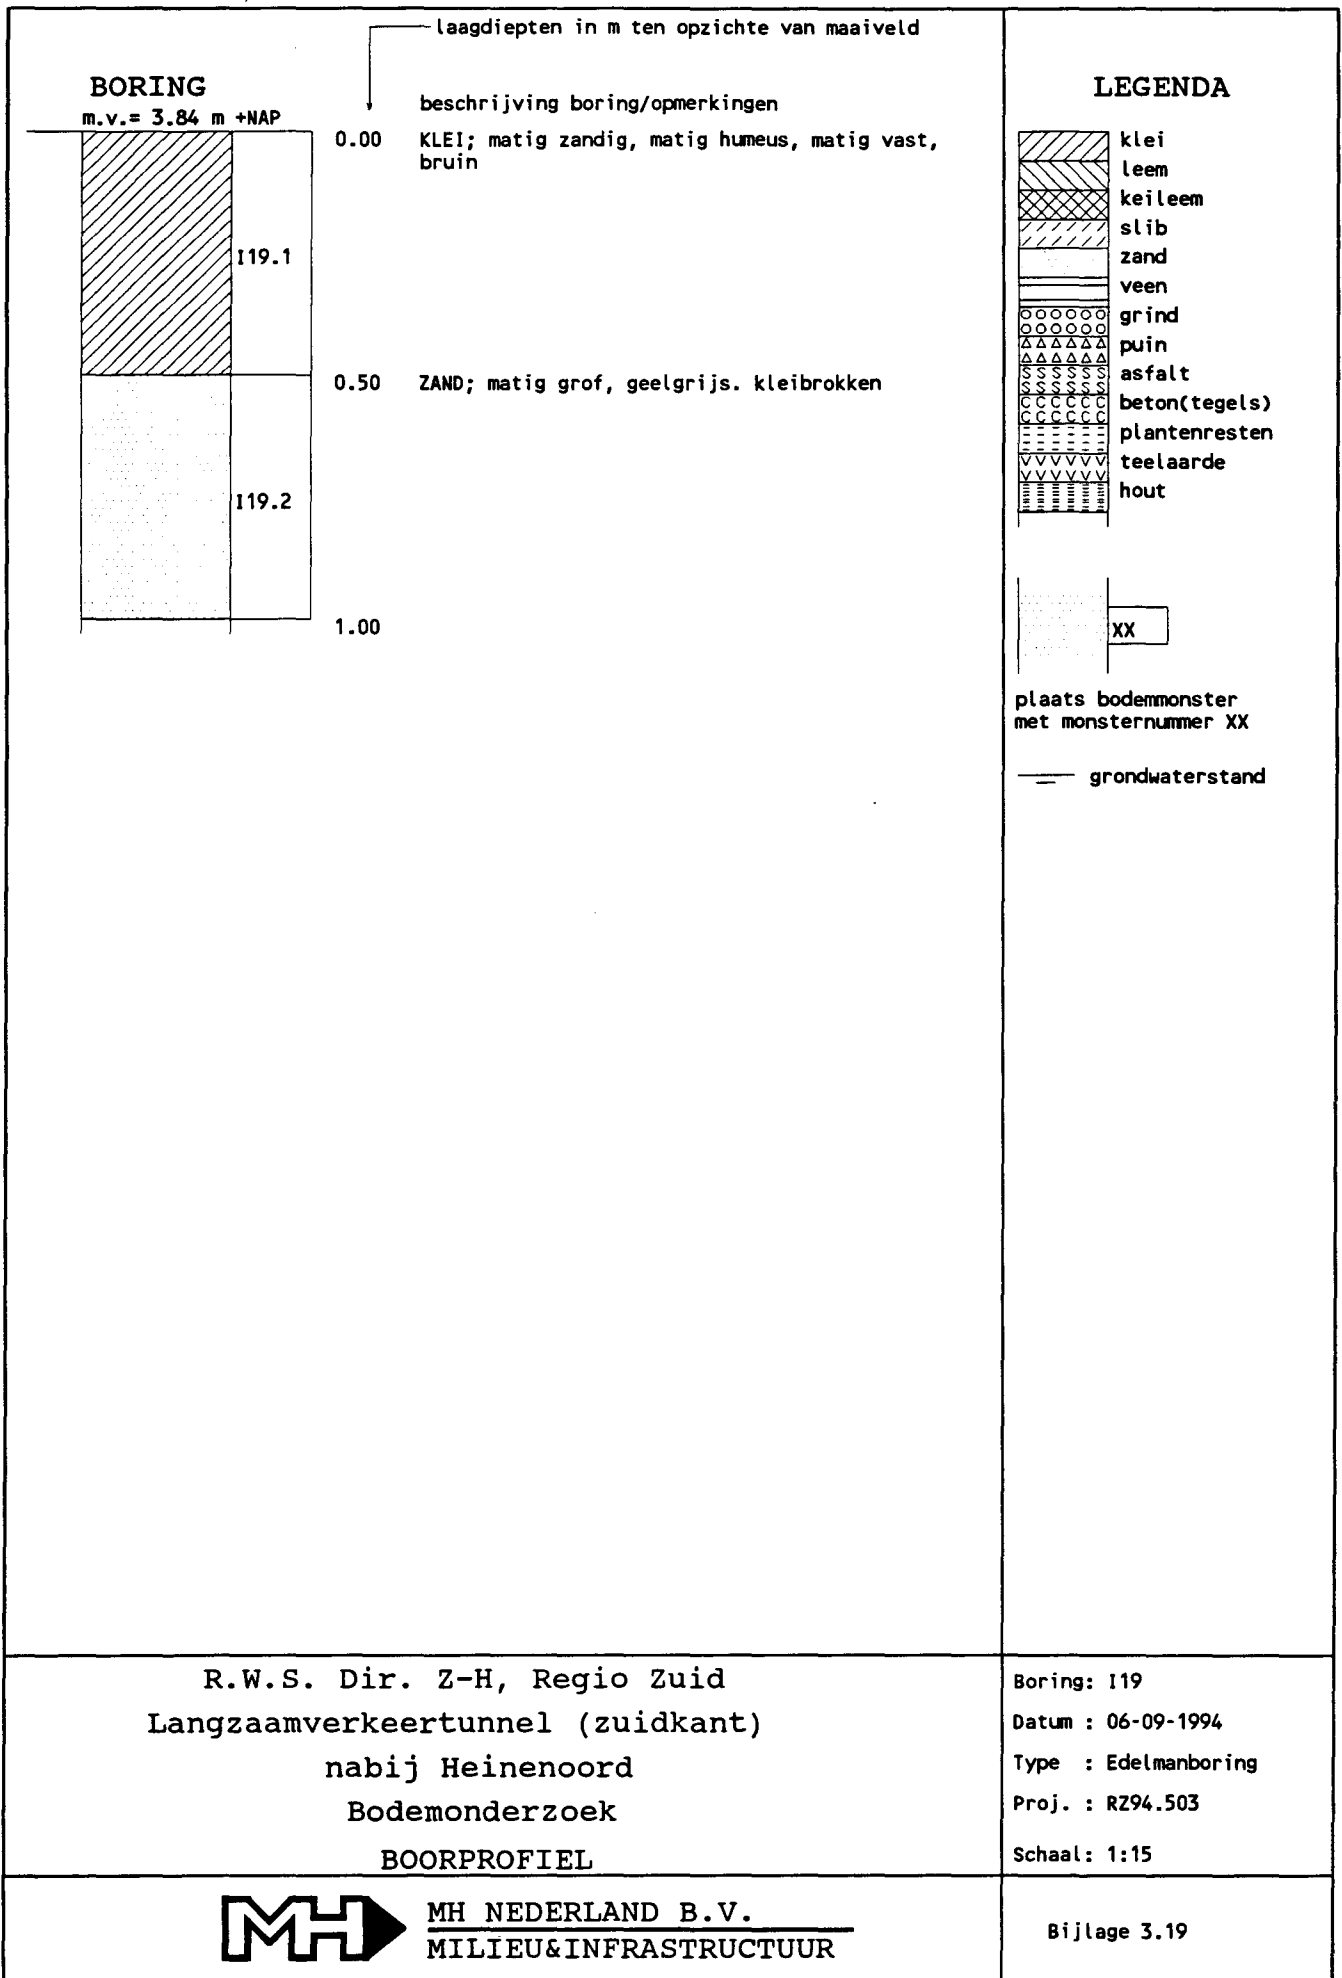 laagdiepten in m ten opzichte van maaiveld
BORING
m.v.= 3.84 m +NAP
beschrijving boring/opmerkingen
0.00 KLEI; matig zandig, matig humeus, matig vast,
bruin
I19.1
0.50 ZAND; matig grof, geelgrijs. kleibrokken
I19.2
1.00
LEGENDA
klei
leem
keileem
slib
zand
veen
grind
puin
asfalt
beton(tegels)
plantenresten
teelaarde
hout
XX
plaats bodemmonster
met monsternummer XX
grondwaterstand
R.W.S. Dir. Z-H, Regio Zuid
Langzaamverkeertunnel (zuidkant)
nabij Heinenoord
Bodemonderzoek
BOORPROFIEL
Boring: I19
Datum : 06-09-1994
Type : Edelmanboring
Proj. : RZ94.503
Schaal: 1:15
MH
MH NEDERLAND B.V.
MILIEU&INFRASTRUCTUUR
Bijlage 3.19